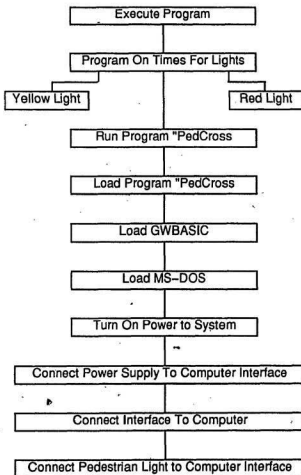 Execute Program
Program On Times For Lights
Yellow Light
Red Light
Run Program "PedCross
Load Program "PedCross
Load GWBASIC
Load MS-DOS
Turn On Power to System
Connect Power Supply To Computer Interface
Connect Interface To Computer
Connect Pedestrian Light to Computer Interface